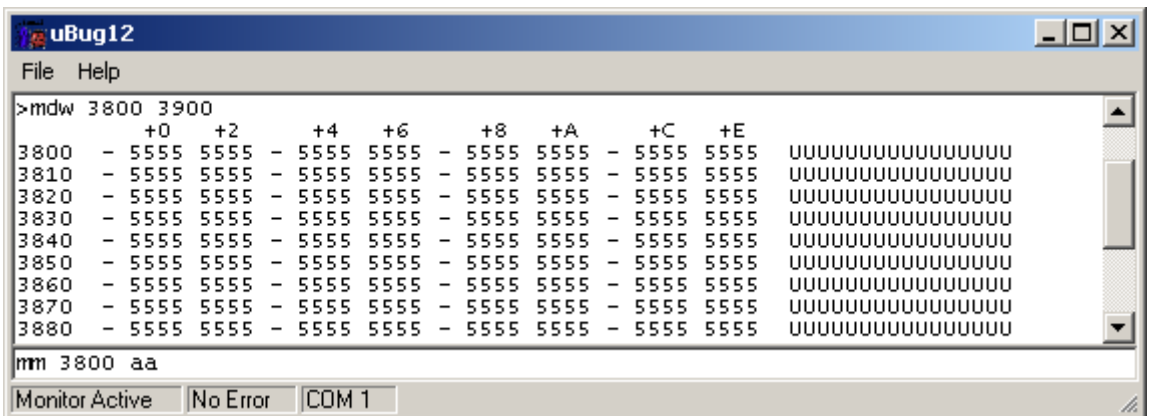 uBug12
File Help
>mdw 3800 3900
+0 +2 +4 +6 +8 +A +C +E
3800 - 5555 5555 - 5555 5555 - 5555 5555 - 5555 5555 UUUUUUUUUUUUUUUU
3810 - 5555 5555 - 5555 5555 - 5555 5555 - 5555 5555 UUUUUUUUUUUUUUUU
3820 - 5555 5555 - 5555 5555 - 5555 5555 - 5555 5555 UUUUUUUUUUUUUUUU
3830 - 5555 5555 - 5555 5555 - 5555 5555 - 5555 5555 UUUUUUUUUUUUUUUU
3840 - 5555 5555 - 5555 5555 - 5555 5555 - 5555 5555 UUUUUUUUUUUUUUUU
3850 - 5555 5555 - 5555 5555 - 5555 5555 - 5555 5555 UUUUUUUUUUUUUUUU
3860 - 5555 5555 - 5555 5555 - 5555 5555 - 5555 5555 UUUUUUUUUUUUUUUU
3870 - 5555 5555 - 5555 5555 - 5555 5555 - 5555 5555 UUUUUUUUUUUUUUUU
3880 - 5555 5555 - 5555 5555 - 5555 5555 - 5555 5555 UUUUUUUUUUUUUUUU
mm 3800 aa
Monitor Active No Error COM 1